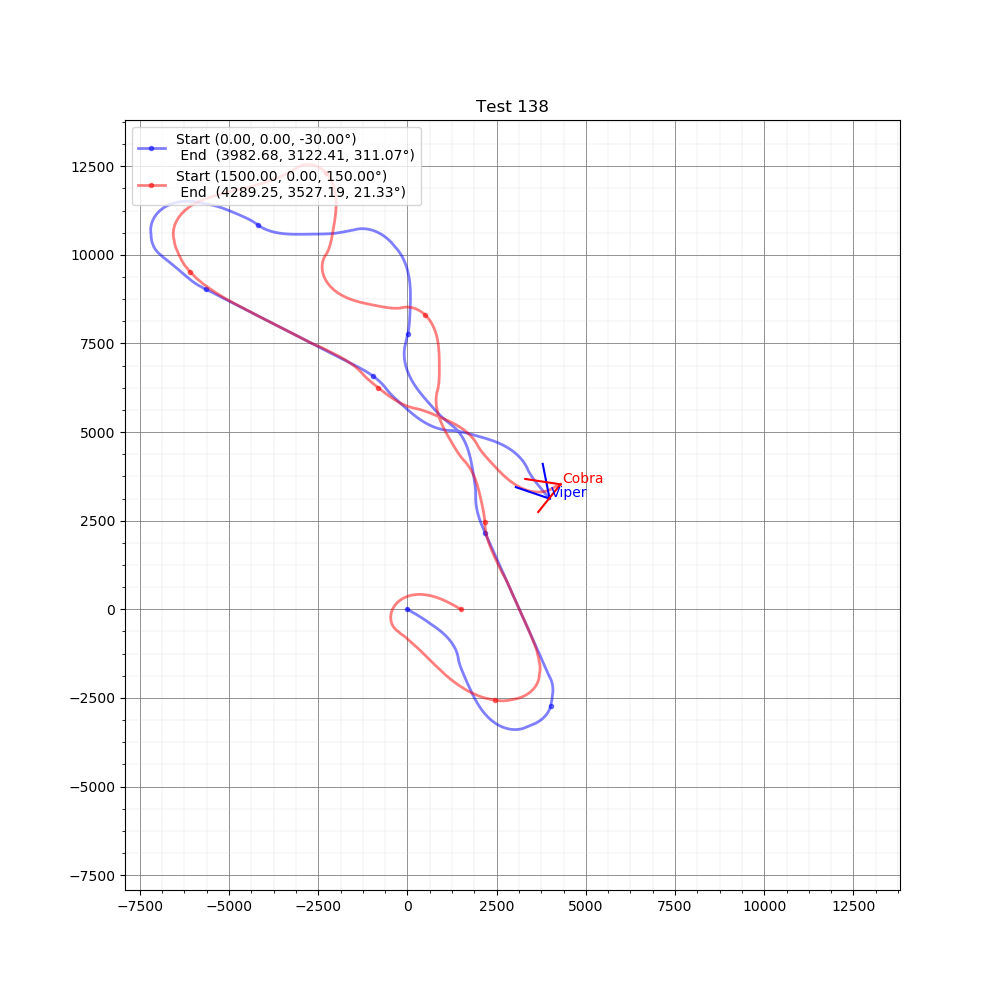 Test 138
Start (0.00, 0.00, -30.00°)
End (3982.68, 3122.41, 311.07°)
Start (1500.00, 0.00, 150.00°)
End (4289.25, 3527.19, 21.33°)
12500
10000
7500
5000
2500
0
−2500
−5000
−7500
Cobra
Viper
−7500 −5000 −2500 0 2500 5000 7500 10000 12500